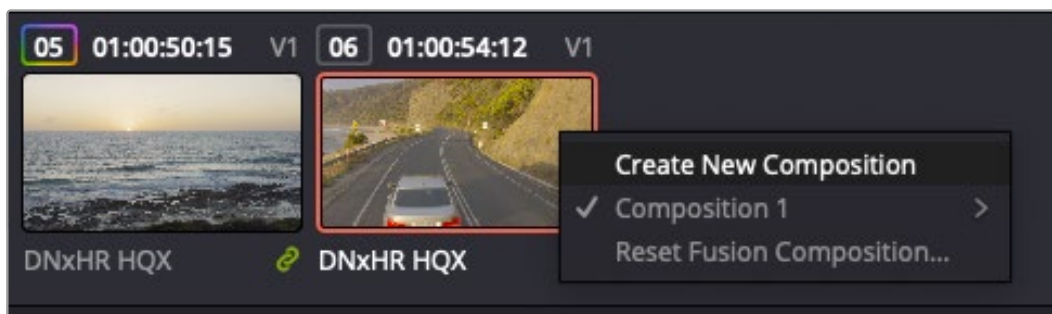 05 01:00:50:15 V1 06 01:00:54:12 V1
Create New Composition
Composition 1
Reset Fusion Composition...
DNxHR HQX DNxHR HQX